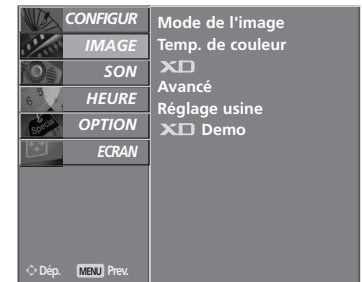 CONFIGUR
IMAGE
SON
HEURE
OPTION
Special
ECRAN
Mode de l'image
Temp. de couleur
XD
Avancé
Réglage usine
XD Demo
Dép. MENU Prev.